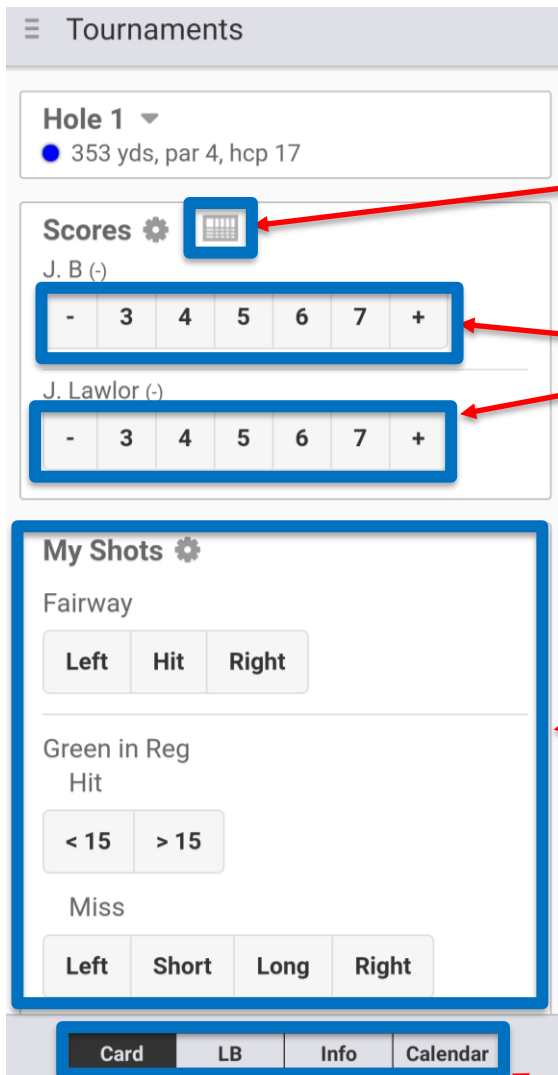 Tournaments
Hole 1
353 yds, par 4, hcp 17
Scores
J. B (-)
- 3 4 5 6 7 +
J. Lawlor (-)
- 3 4 5 6 7 +
My Shots
Fairway
Left Hit Right
Green in Reg
Hit
< 15 > 15
Miss
Left Short Long Right
Card LB Info Calendar